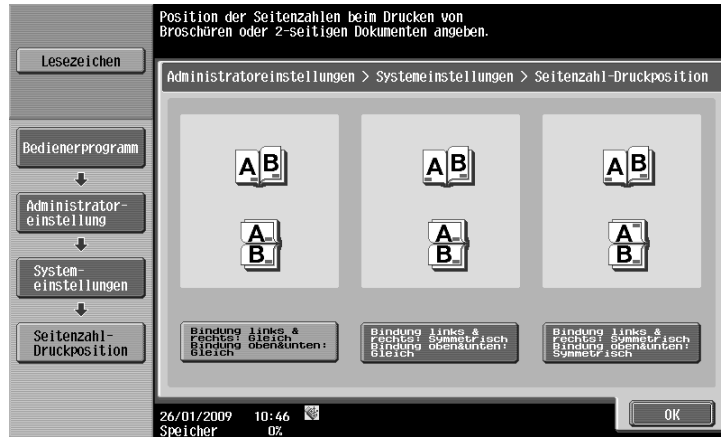 Position der Seitenzahlen beim Drucken von
Broschüren oder 2-seitigen Dokumenten angeben.
Lesezeichen
Administratoreinstellungen > Systemeinstellungen > Seitenzahl-Druckposition
Bedienerprogramm
Administrator-
einstellung
System-
einstellungen
Seitenzahl-
Druckposition
A B
A B
A B
A
B
A
B
A
B
Bindung links &
rechts: Gleich
Bindung oben&unten:
Gleich
Bindung links &
rechts: Symmetrisch
Bindung oben&unten:
Gleich
Bindung links &
rechts: Symmetrisch
Bindung oben&unten:
Symmetrisch
26/01/2009 10:46
Speicher 0%
OK